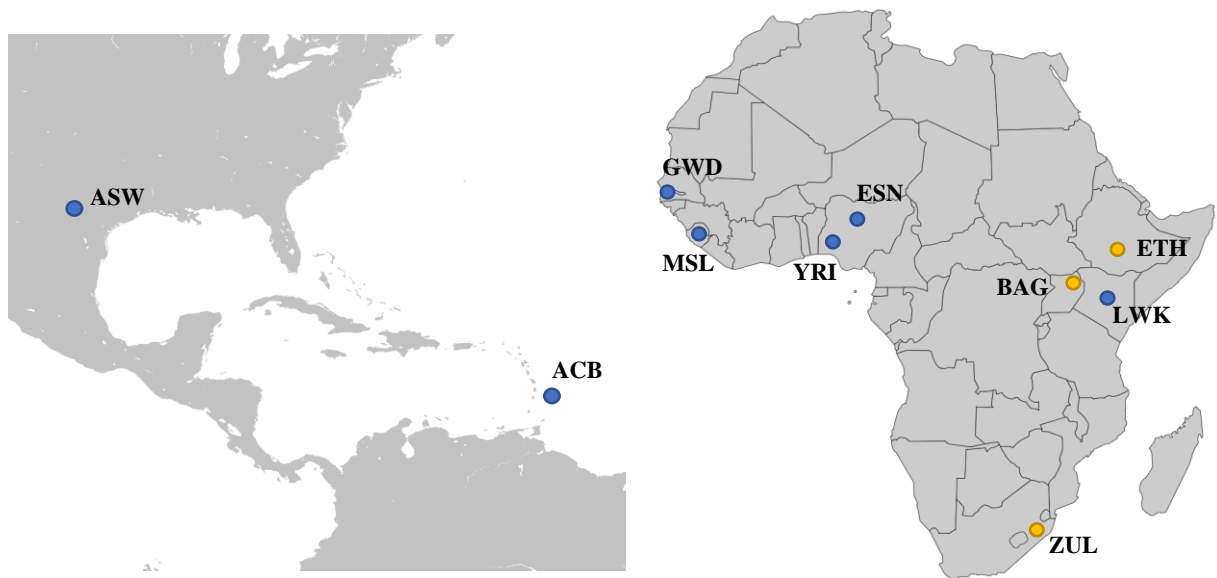 ASW
ACB
GWD
ESN
MSL
YRI
ETH
BAG
LWK
ZUL